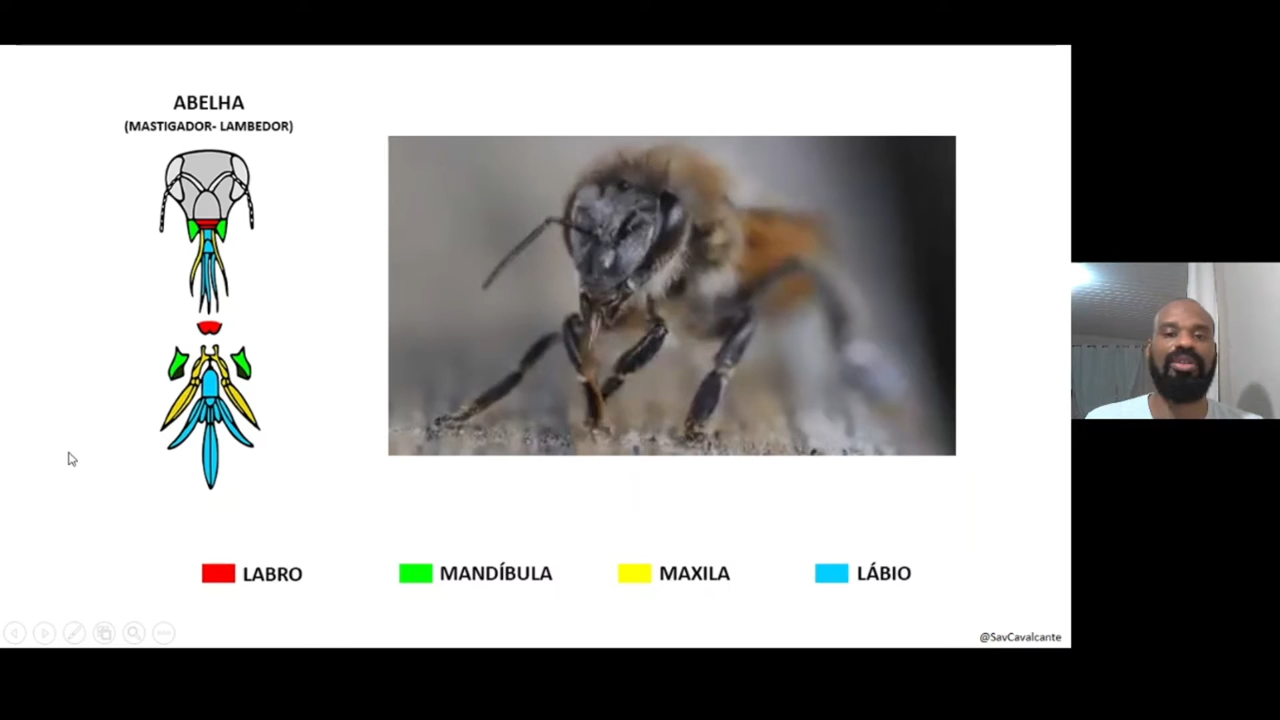 ABELHA
(MASTIGADOR- LAMBEDOR)
LABRO
MANDÍBULA
MAXILA
LÁBIO
@SavCavalcante